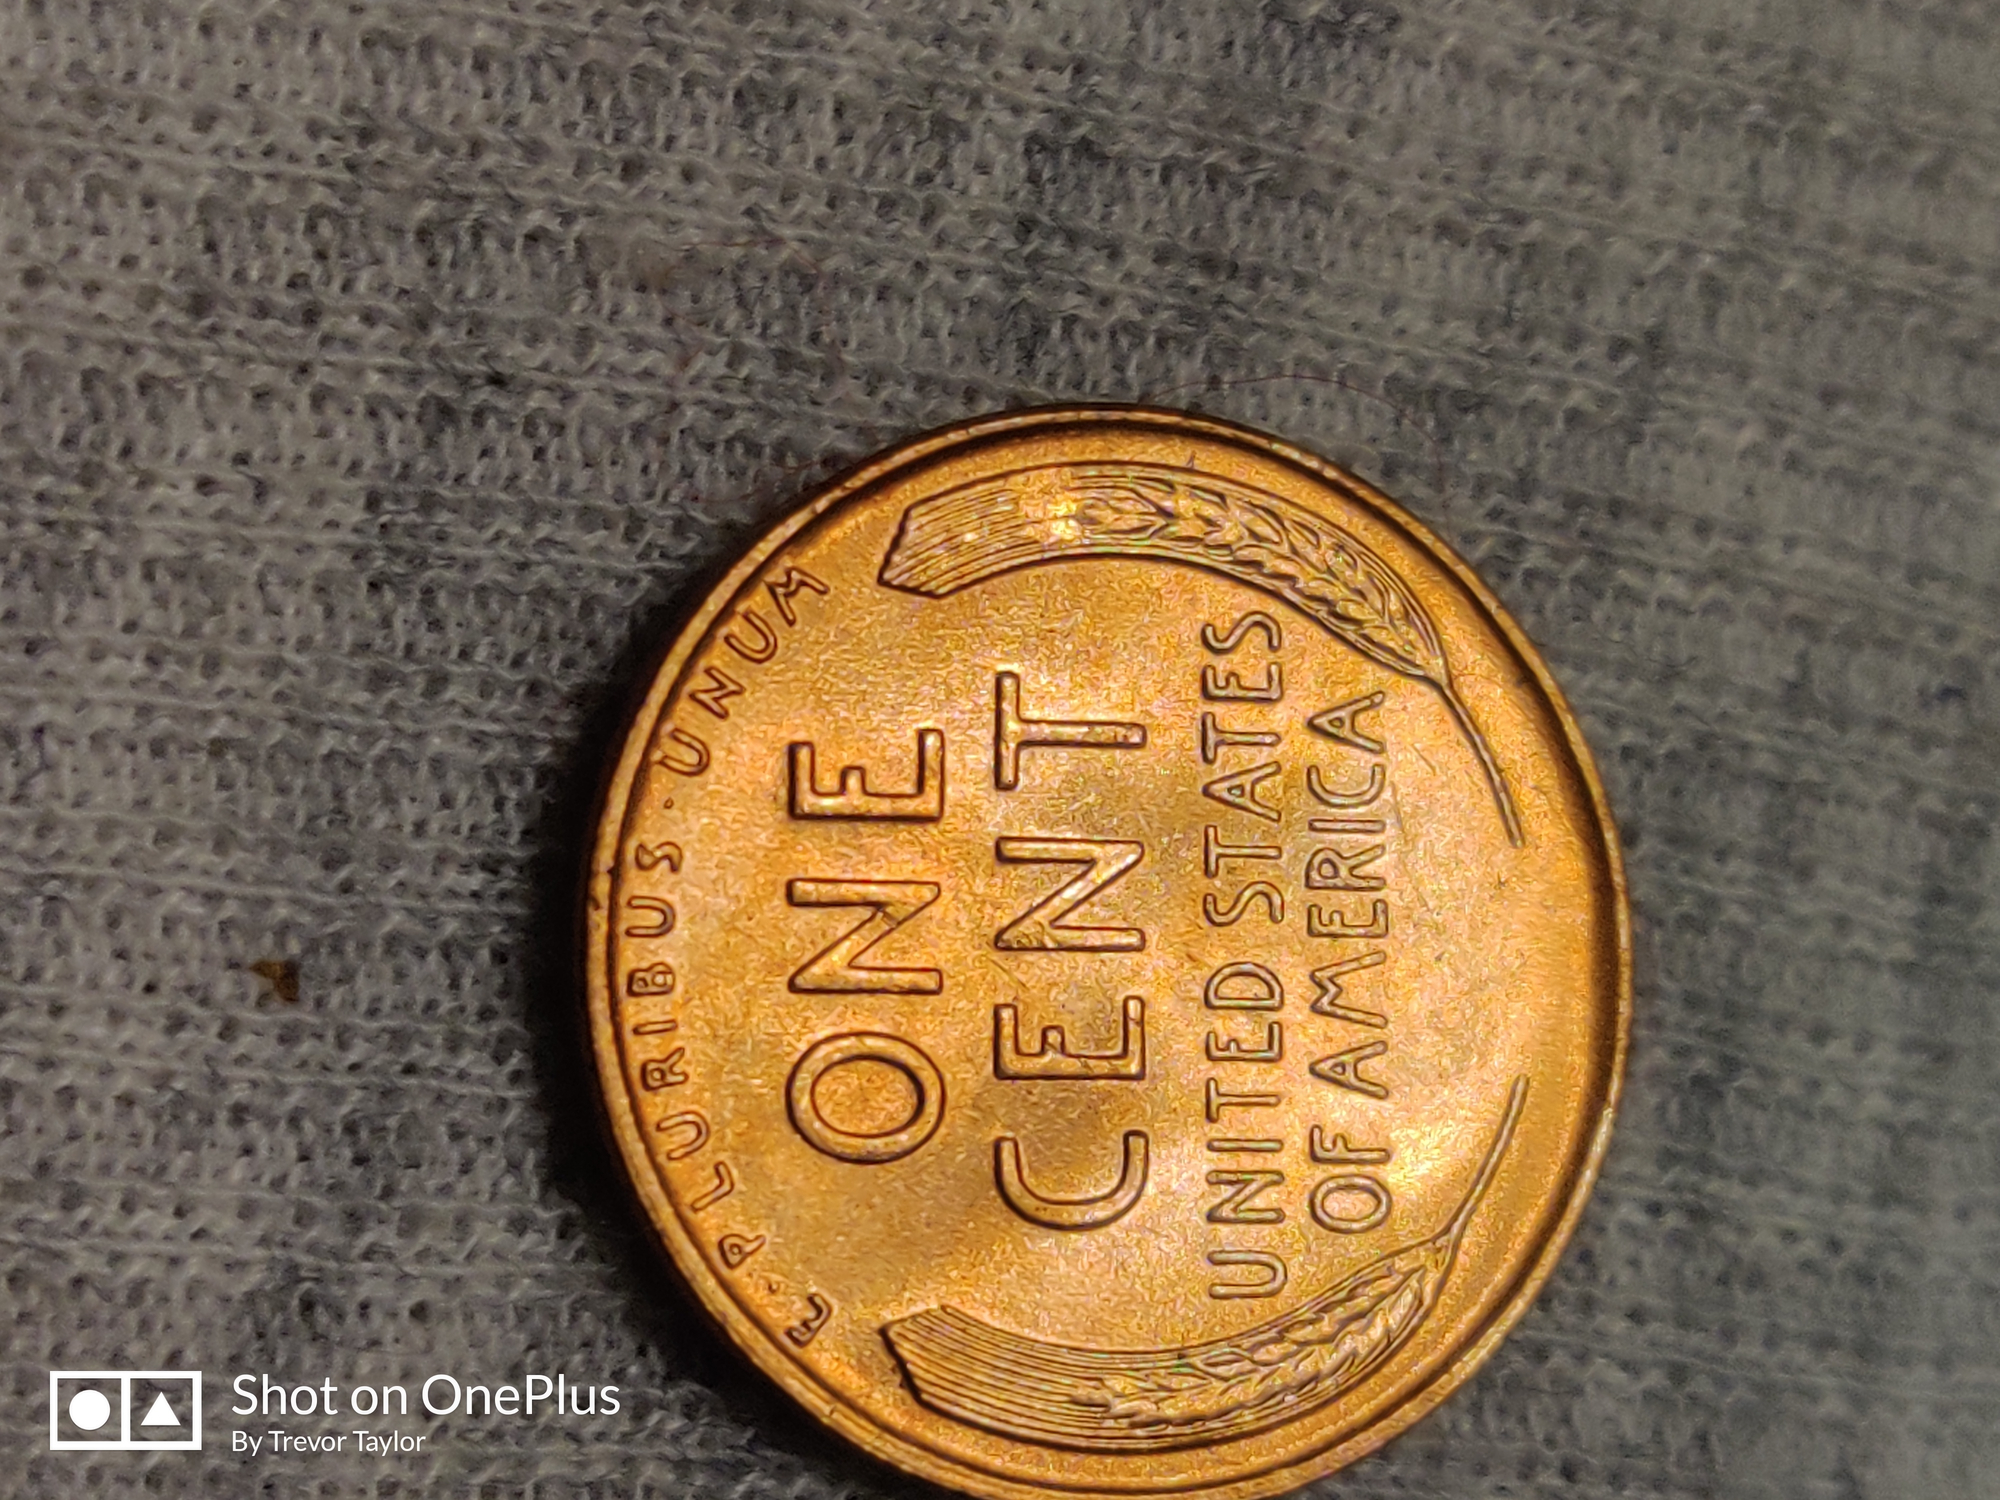 E · PLURIBUS · UNUM
ONE
CENT
UNITED STATES
OF AMERICA
Shot on OnePlus
By Trevor Taylor